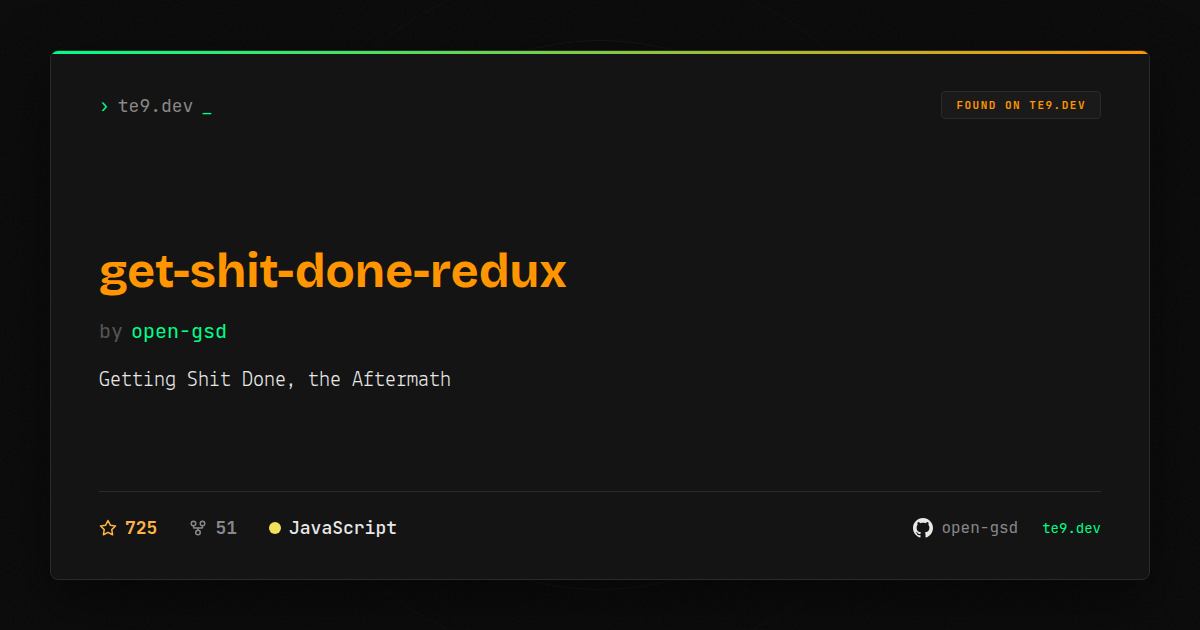 › te9.dev _
FOUND ON TE9.DEV
get-shit-done-redux
by open-gsd
Getting Shit Done, the Aftermath
725 51 JavaScript
open-gsd te9.dev